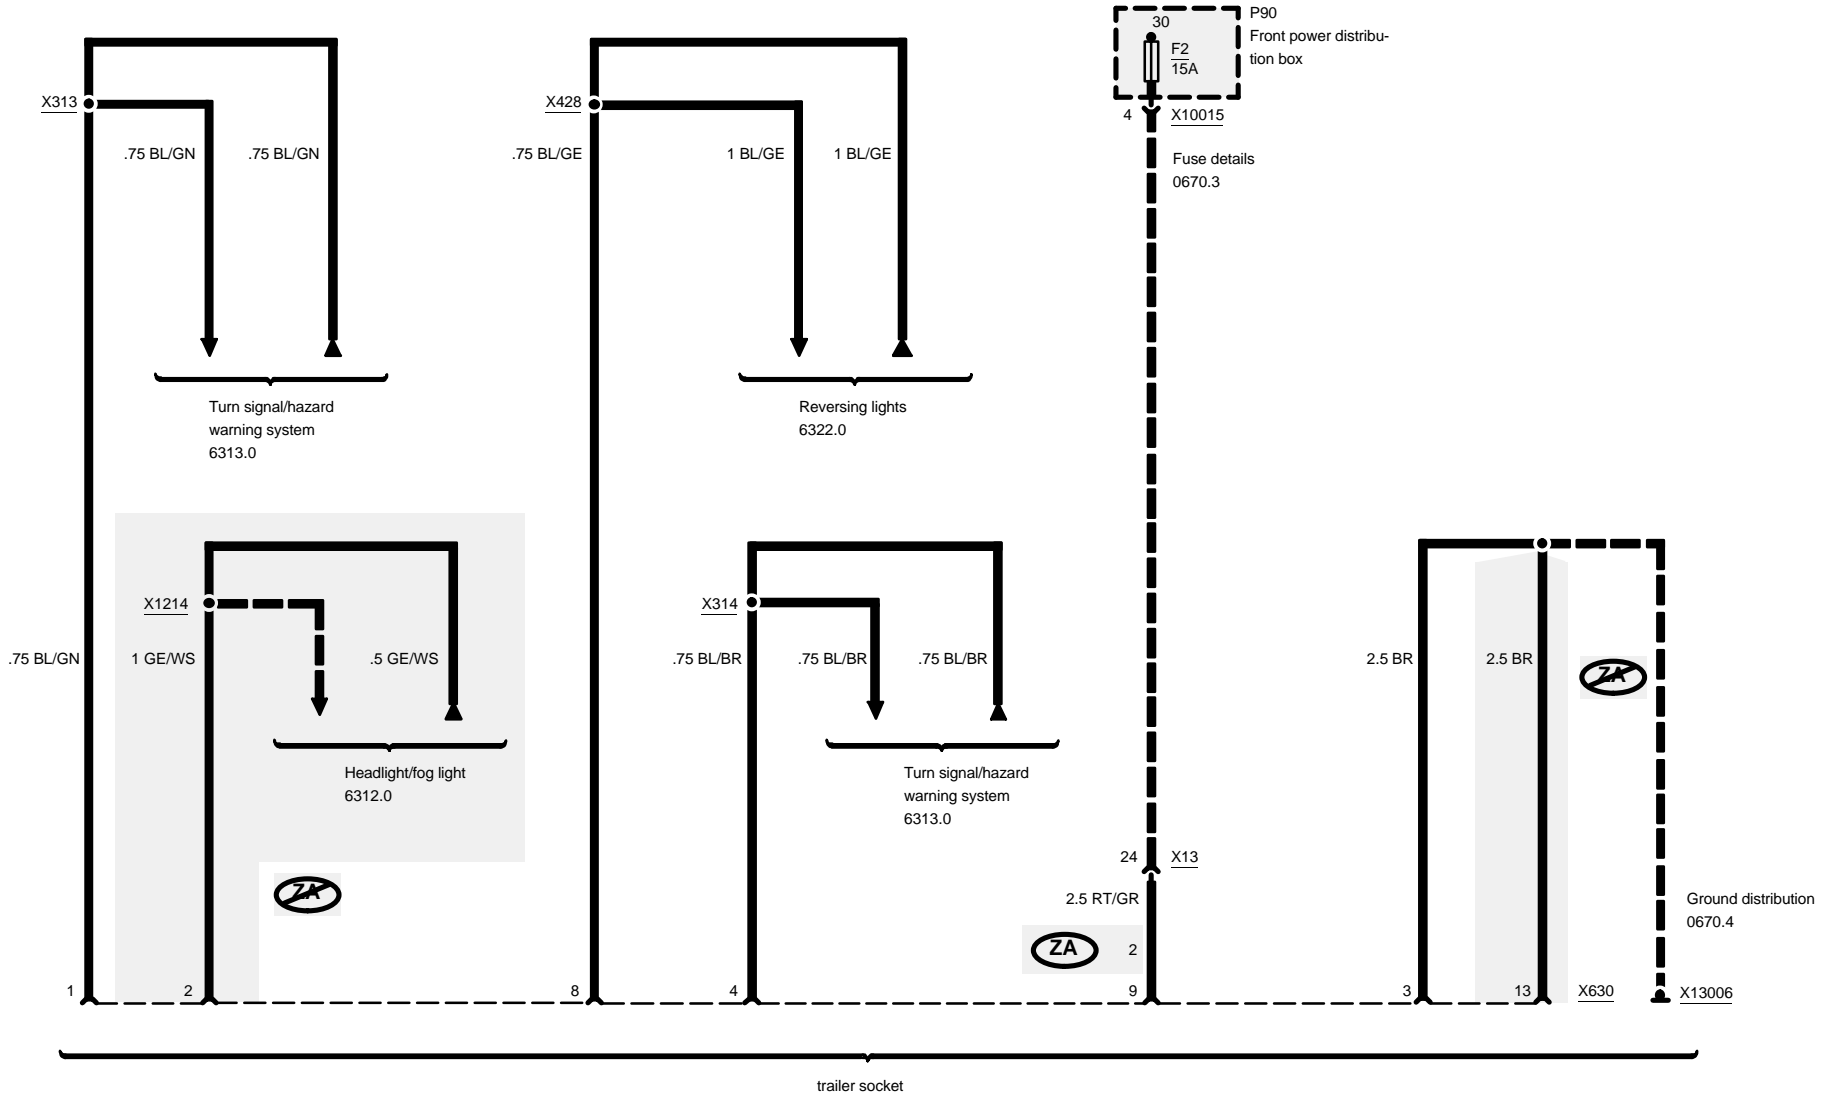 P90
Front power distribu-
tion box
30
F2
15A
X313
X428
4
X10015
.75 BL/GN
.75 BL/GN
.75 BL/GE
1 BL/GE
1 BL/GE
Fuse details
0670.3
Turn signal/hazard
warning system
6313.0
Reversing lights
6322.0
X1214
X314
.75 BL/GN
1 GE/WS
.5 GE/WS
.75 BL/BR
.75 BL/BR
.75 BL/BR
2.5 BR
2.5 BR
ZA
Headlight/fog light
6312.0
Turn signal/hazard
warning system
6313.0
24
X13
ZA
2.5 RT/GR
Ground distribution
0670.4
ZA
2
1
2
8
4
9
3
13
X630
X13006
trailer socket